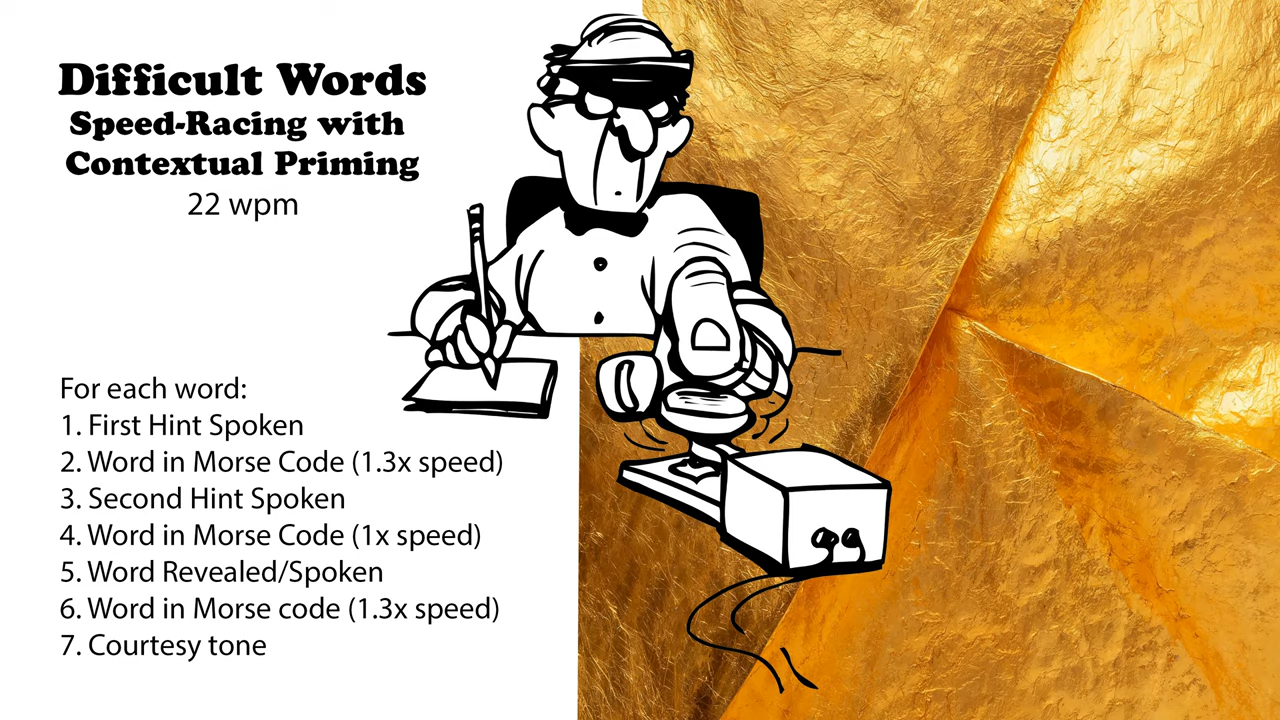 Difficult Words
Speed-Racing with
Contextual Priming
22 wpm
For each word:
1. First Hint Spoken
2. Word in Morse Code (1.3x speed)
3. Second Hint Spoken
4. Word in Morse Code (1x speed)
5. Word Revealed/Spoken
6. Word in Morse code (1.3x speed)
7. Courtesy tone